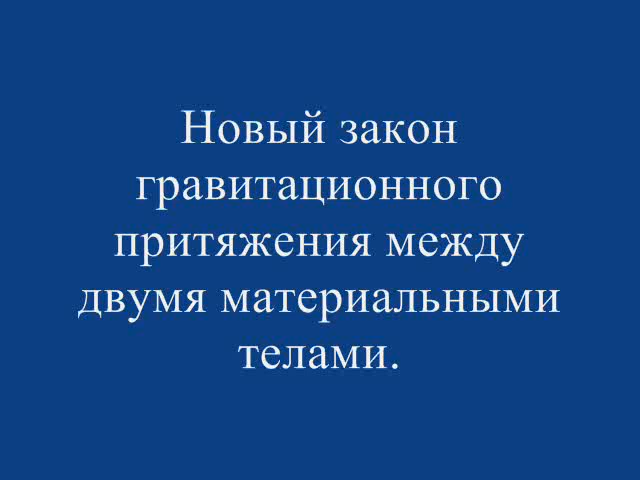 Новый закон
гравитационного
притяжения между
двумя материальными
телами.